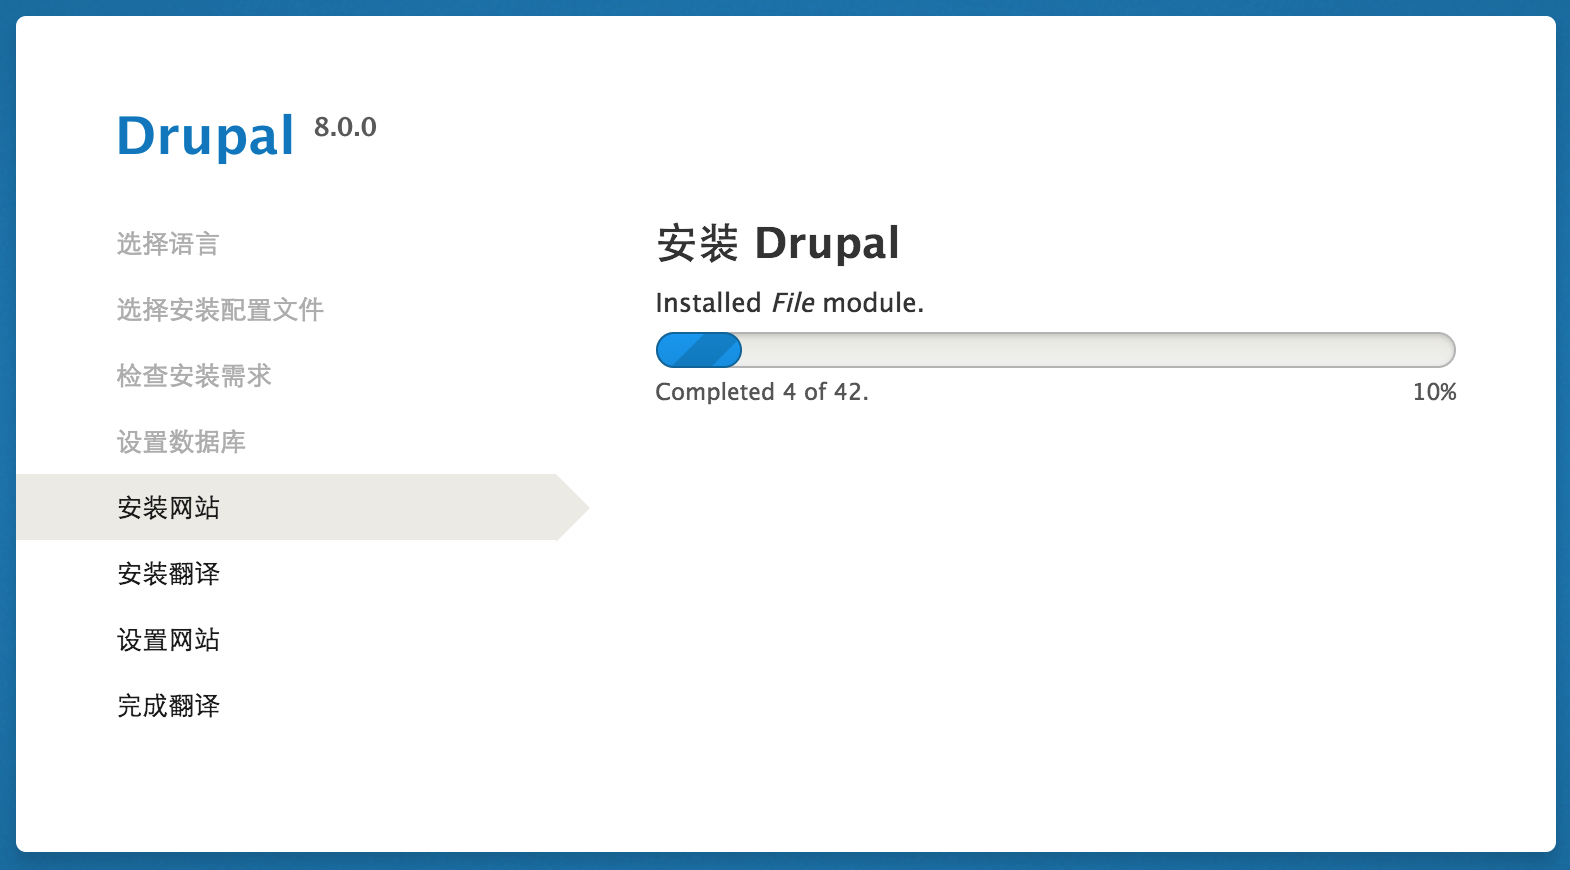 Drupal 8.0.0
选择语言
选择安装配置文件
检查安装需求
设置数据库
安装网站
安装翻译
设置网站
完成翻译
安装 Drupal
Installed File module.
Completed 4 of 42.
10%